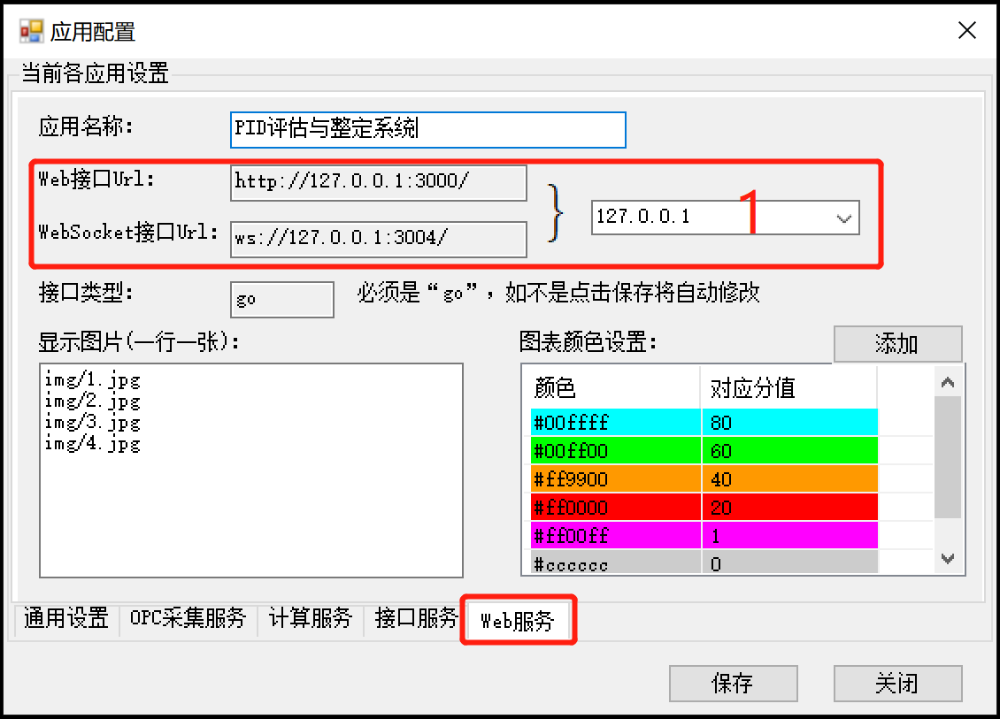 应用配置
当前各应用设置
应用名称：
PID评估与整定系统
Web接口Url：
http://127.0.0.1:3000/
WebSocket接口Url：
ws://127.0.0.1:3004/
}
127.0.0.1
1
接口类型：
go
必须是“go”，如不是点击保存将自动修改
显示图片(一行一张)：
img/1.jpg
img/2.jpg
img/3.jpg
img/4.jpg
图表颜色设置：
添加
颜色 对应分值
#00ffff 80
#00ff00 60
#ff9900 40
#ff0000 20
#ff00ff 1
#cccccc 0
通用设置 OPC采集服务 计算服务 接口服务 Web服务
保存 关闭